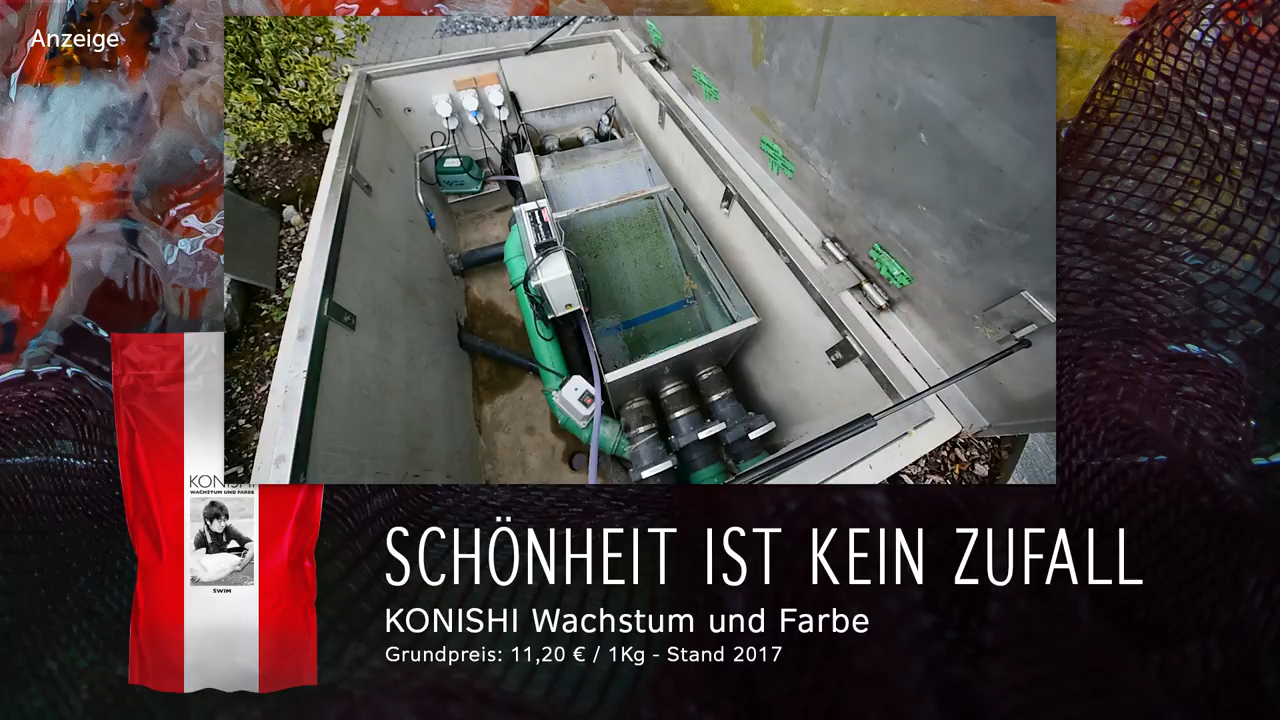 Anzeige
KONISHI
WACHSTUM UND FARBE
SWIM
SCHÖNHEIT IST KEIN ZUFALL
KONISHI Wachstum und Farbe
Grundpreis: 11,20 € / 1Kg - Stand 2017